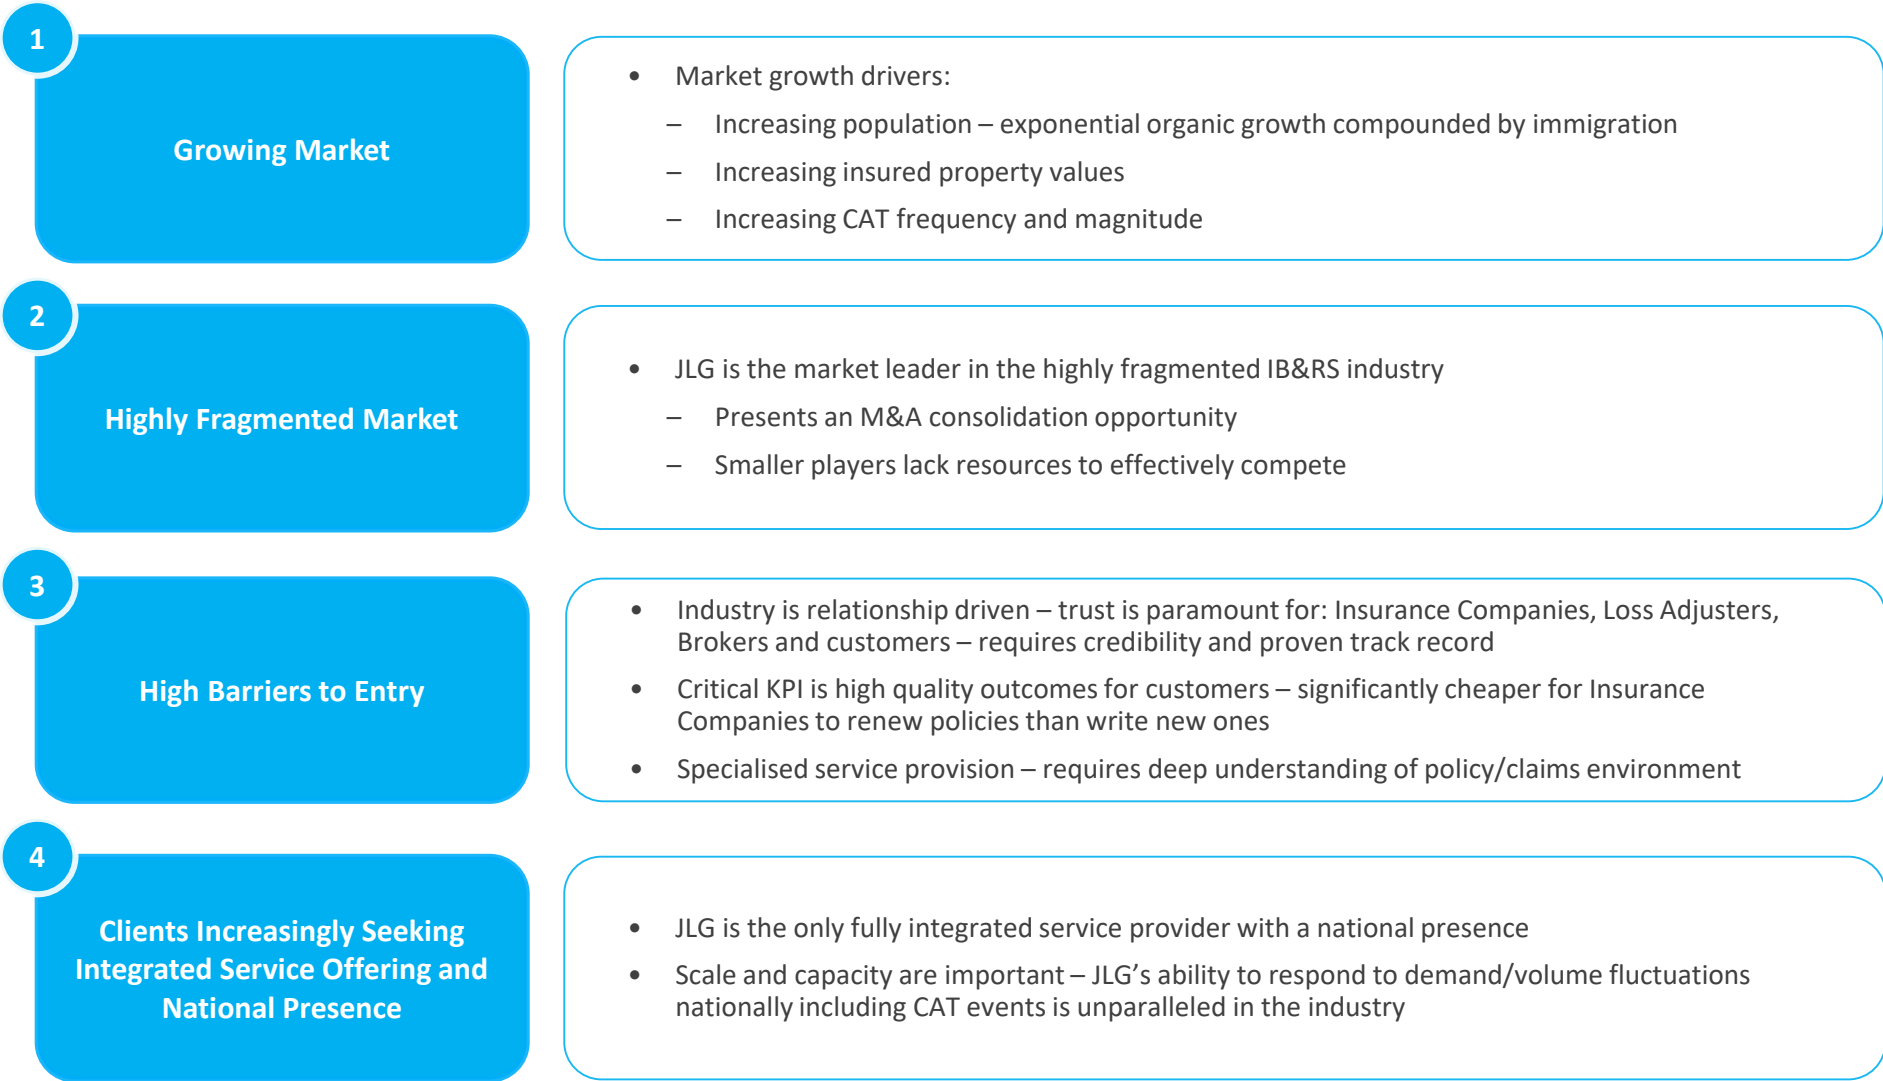 1
Growing Market
• Market growth drivers:
– Increasing population – exponential organic growth compounded by immigration
– Increasing insured property values
– Increasing CAT frequency and magnitude
2
Highly Fragmented Market
• JLG is the market leader in the highly fragmented IB&RS industry
– Presents an M&A consolidation opportunity
– Smaller players lack resources to effectively compete
3
High Barriers to Entry
• Industry is relationship driven – trust is paramount for: Insurance Companies, Loss Adjusters,
Brokers and customers – requires credibility and proven track record
• Critical KPI is high quality outcomes for customers – significantly cheaper for Insurance
Companies to renew policies than write new ones
• Specialised service provision – requires deep understanding of policy/claims environment
4
Clients Increasingly Seeking
Integrated Service Offering and
National Presence
• JLG is the only fully integrated service provider with a national presence
• Scale and capacity are important – JLG’s ability to respond to demand/volume fluctuations
nationally including CAT events is unparalleled in the industry